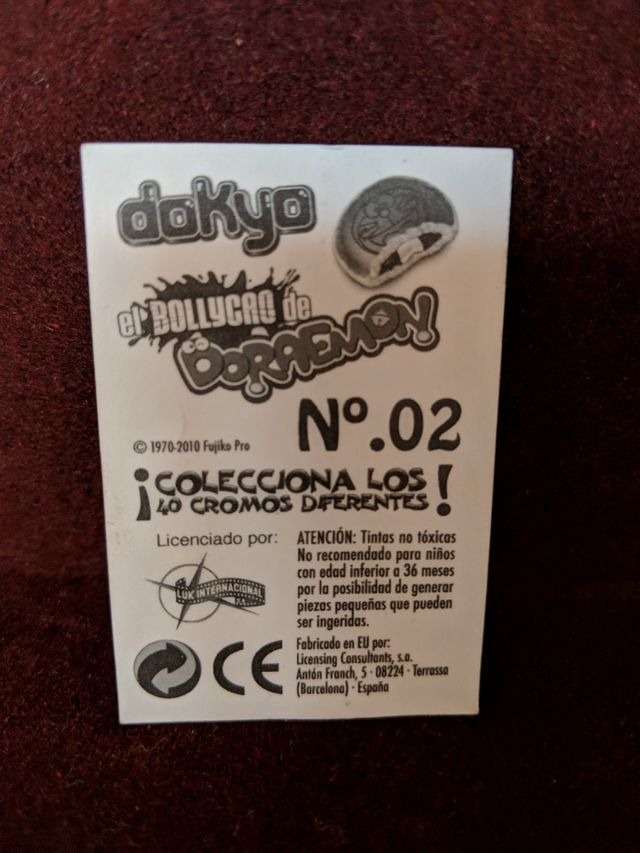 doKyo
el BOLLYCAO de
DORAEMON
Nº.02
© 1970-2010 Fujiko Pro
¡COLECCIONA LOS
40 CROMOS DIFERENTES!
Licenciado por:
LUK INTERNACIONAL
ATENCIÓN: Tintas no tóxicas
No recomendado para niños
con edad inferior a 36 meses
por la posibilidad de generar
piezas pequeñas que pueden
ser ingeridas.
CE
Fabricado en EU por:
Licensing Consultants, s.a.
Antón Franch, 5 · 08224 · Terrassa
(Barcelona) · España